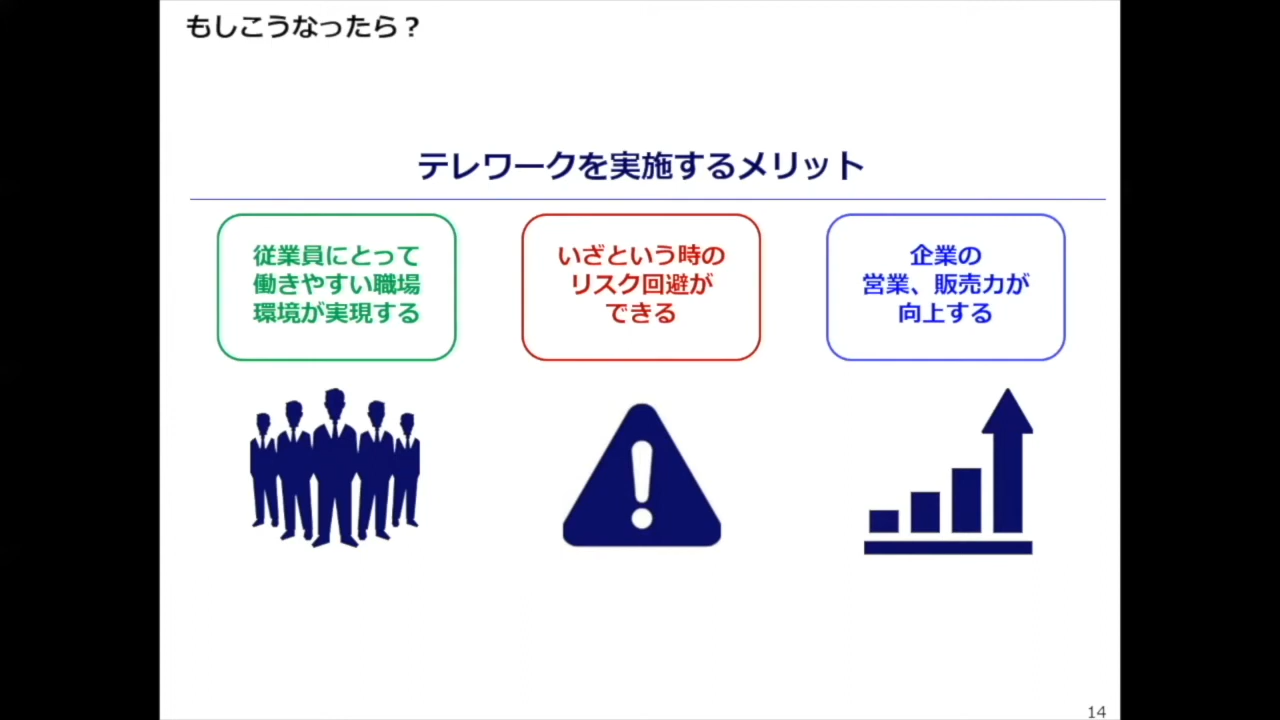 もしこうなったら？
テレワークを実施するメリット
従業員にとって
働きやすい職場
環境が実現する
いざという時の
リスク回避が
できる
企業の
営業、販売力が
向上する
14